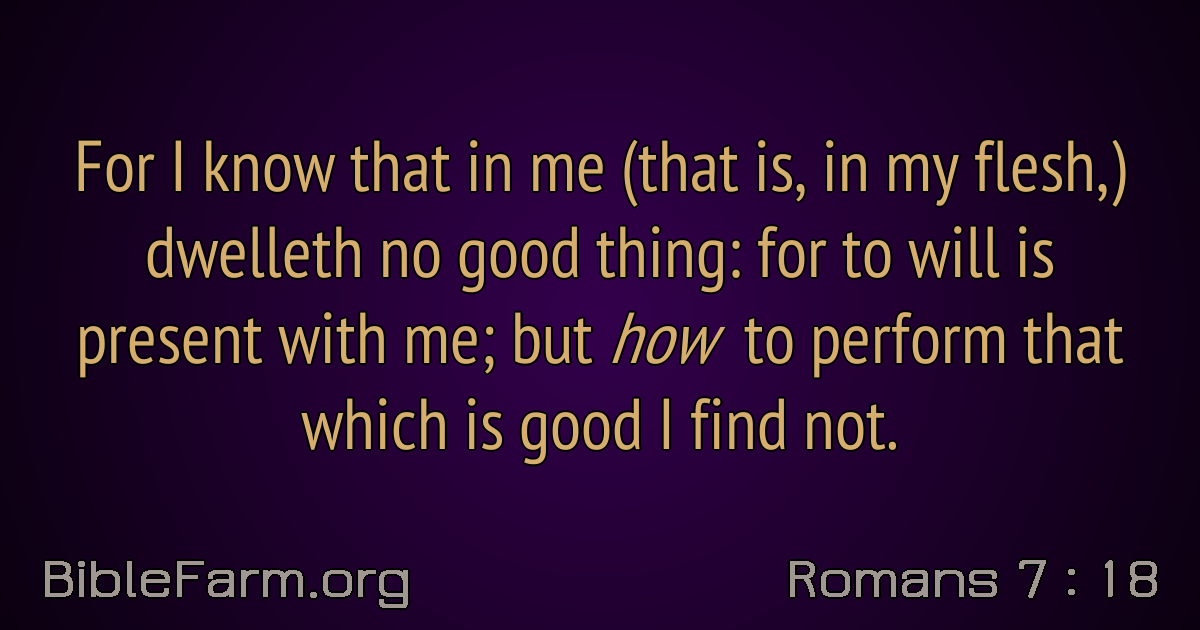 For I know that in me (that is, in my flesh,)
dwelleth no good thing: for to will is
present with me; but how to perform that
which is good I find not.
BibleFarm.org
Romans 7 : 18